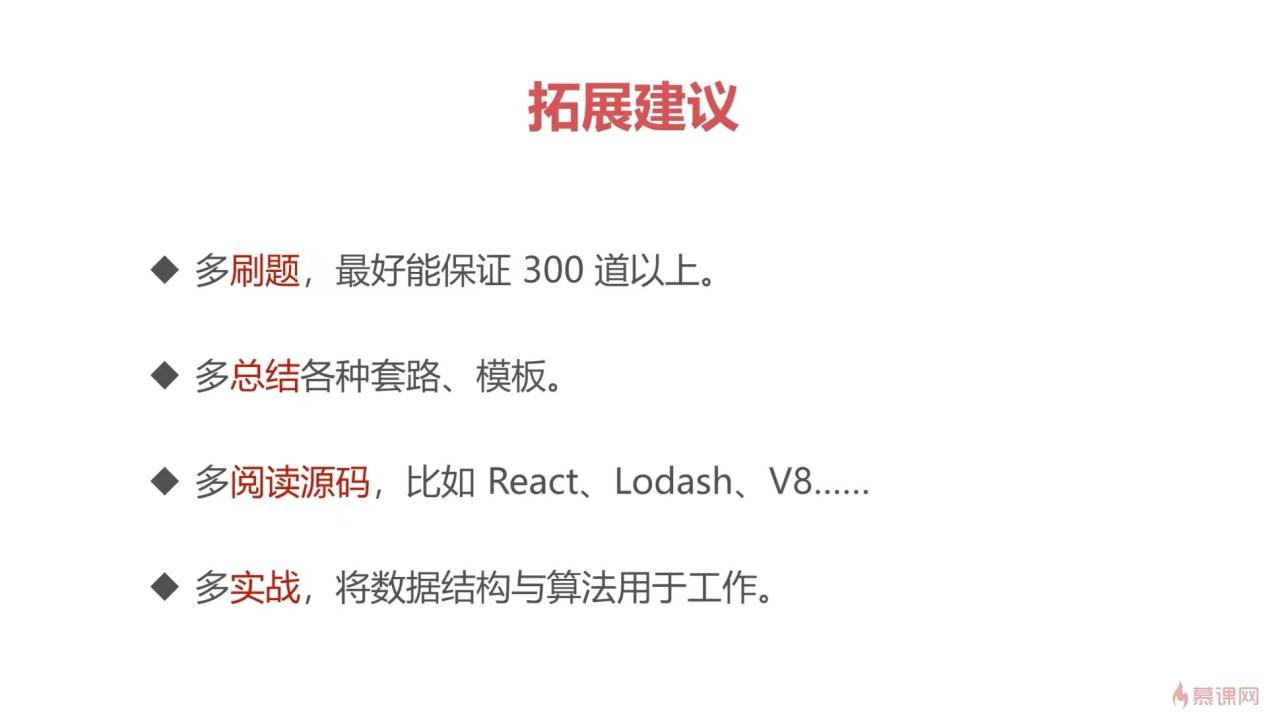 拓展建议
◆ 多刷题，最好能保证 300 道以上。
◆ 多总结各种套路、模板。
◆ 多阅读源码，比如 React、Lodash、V8……
◆ 多实战，将数据结构与算法用于工作。
慕课网